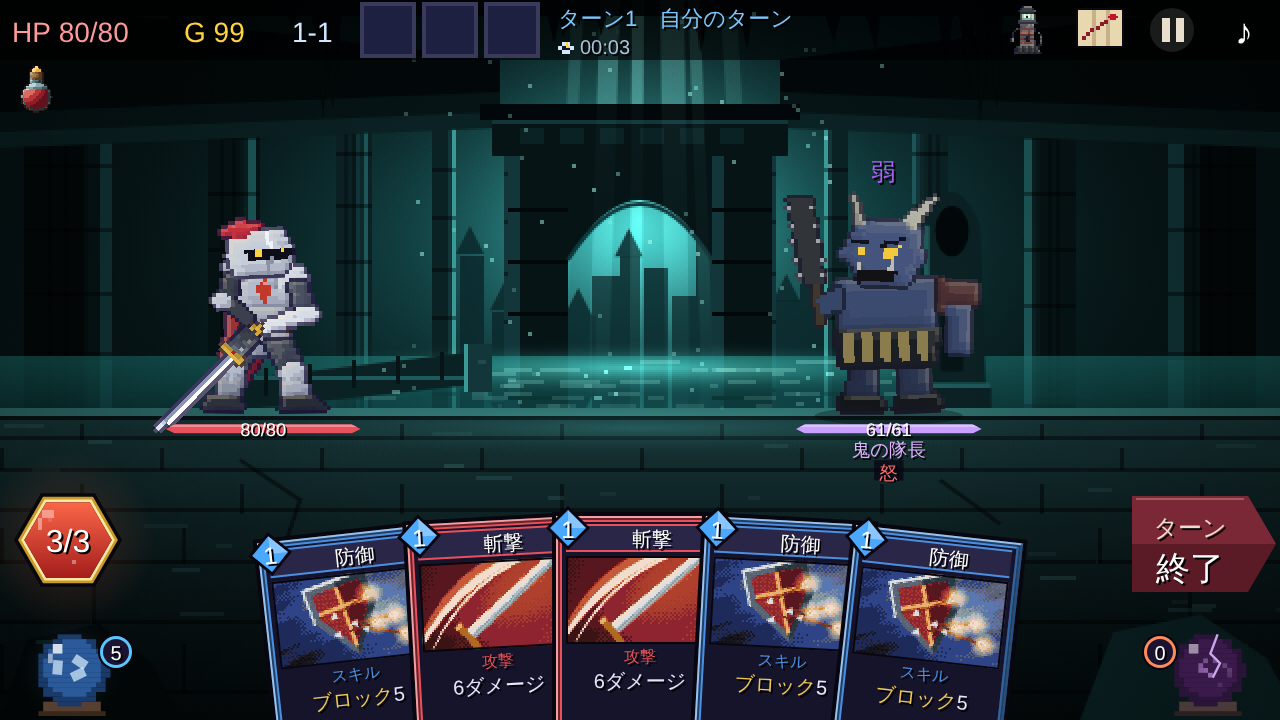 HP 80/80
G 99
1-1
ターン1 自分のターン
00:03
♪
弱
80/80
61/61
鬼の隊長
怒
3/3
ターン
終了
1
防御
スキル
ブロック5
1
斬撃
攻撃
6ダメージ
1
斬撃
攻撃
6ダメージ
1
防御
スキル
ブロック5
1
防御
スキル
ブロック5
5
0